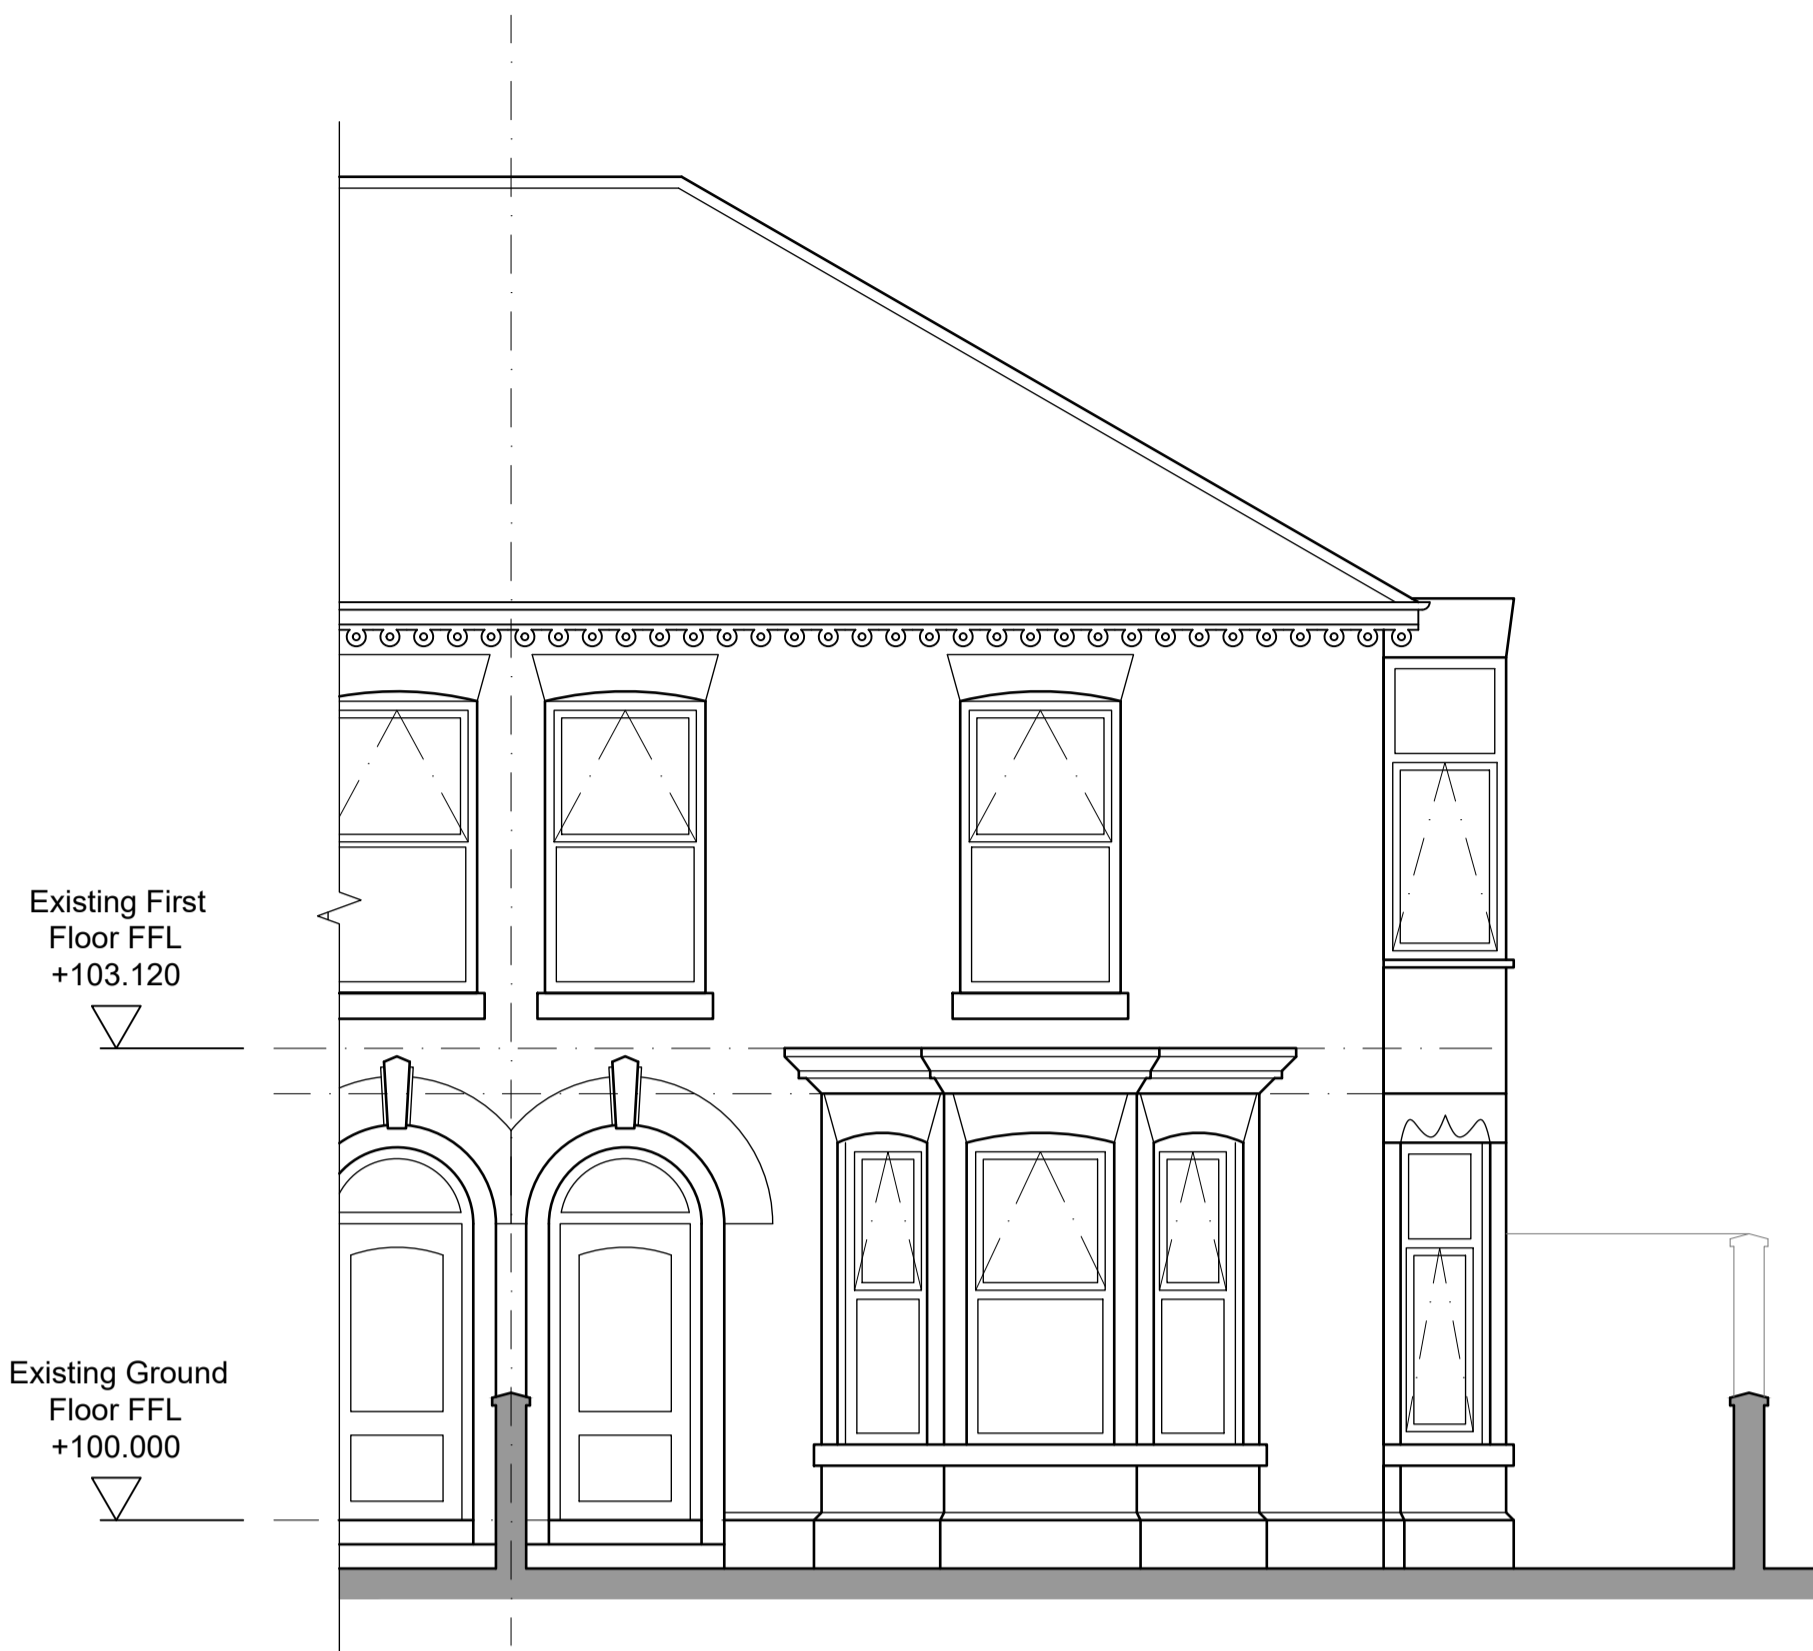 Existing First
Floor FFL
+103.120
Existing Ground
Floor FFL
+100.000